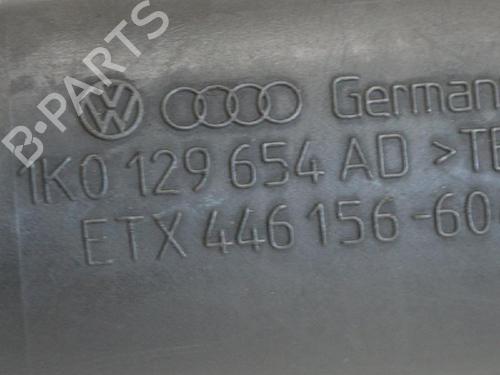 B-PARTS
German
1K0 129 654 AD >TE
ETX 446 156-60